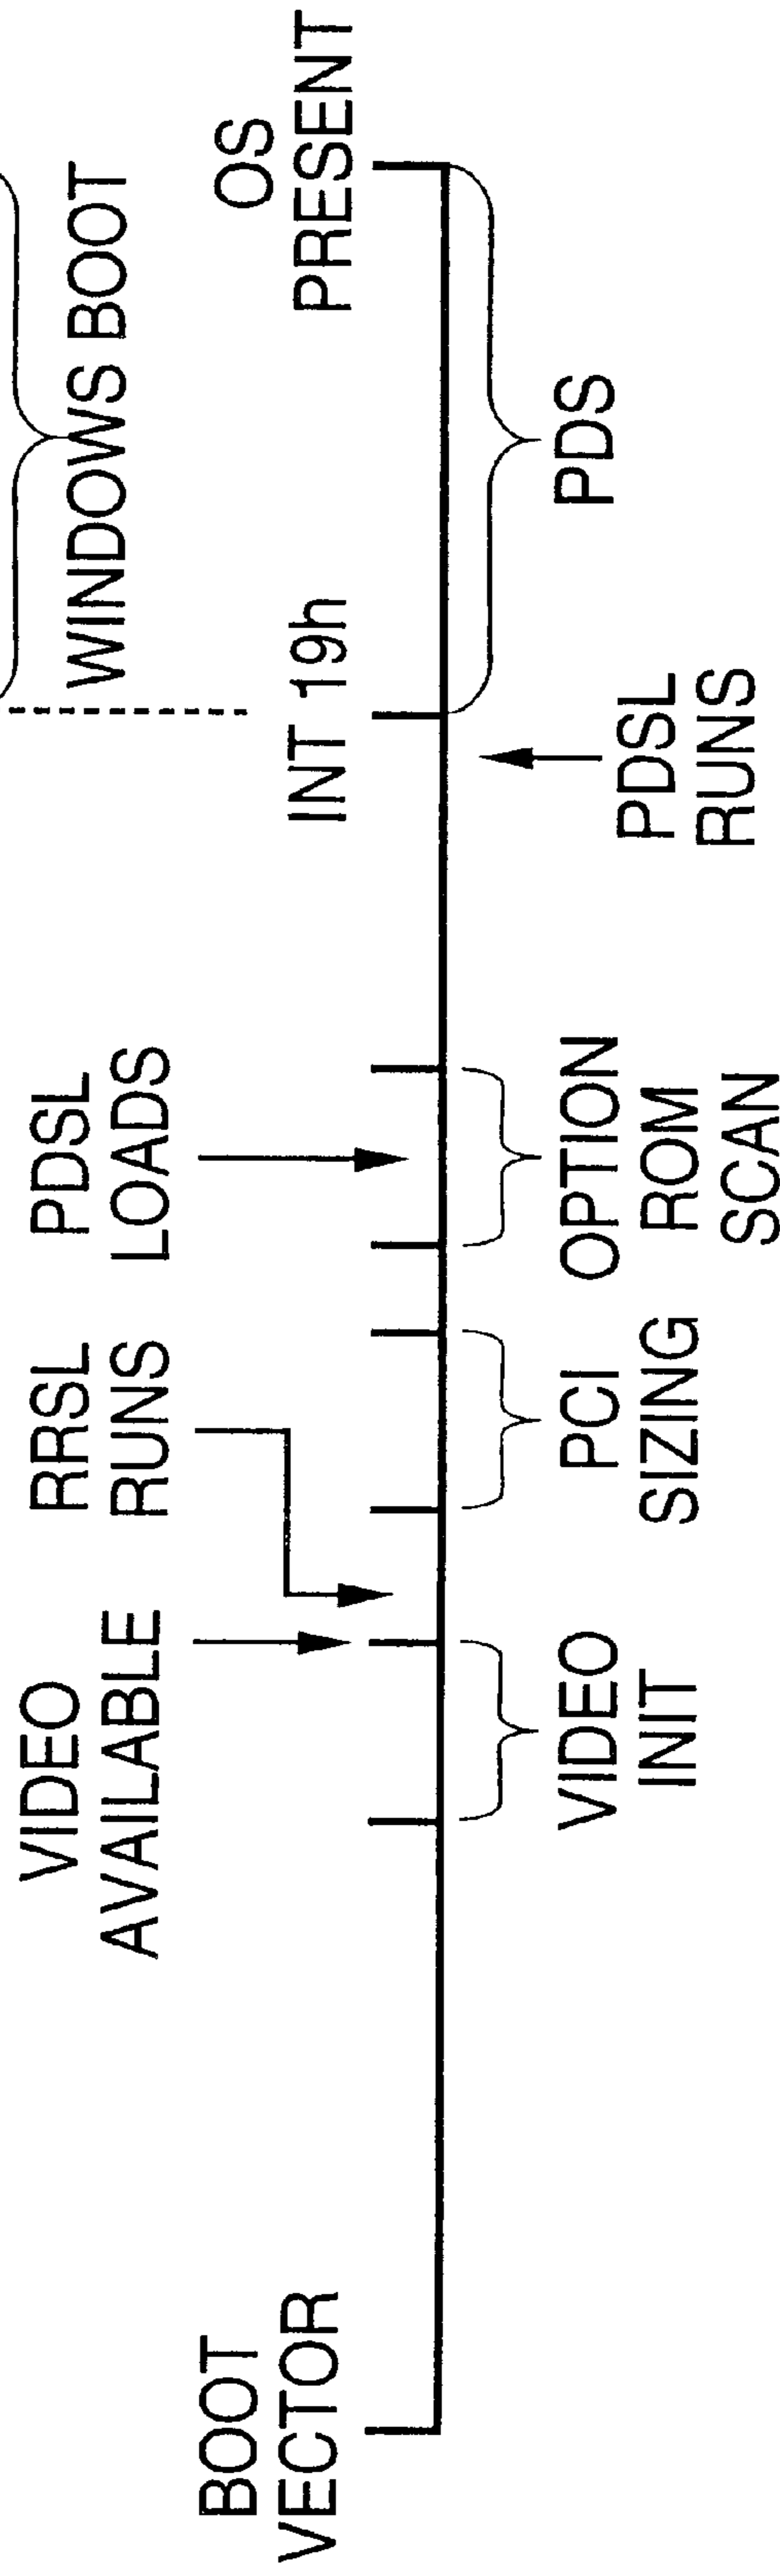 BOOT
VECTOR
VIDEO
AVAILABLE
RRSL
RUNS
PDSL
LOADS
INT 19h
WINDOWS BOOT
OS
PRESENT
VIDEO
INIT
PCI
SIZING
OPTION
ROM
SCAN
PDSL
RUNS
PDS